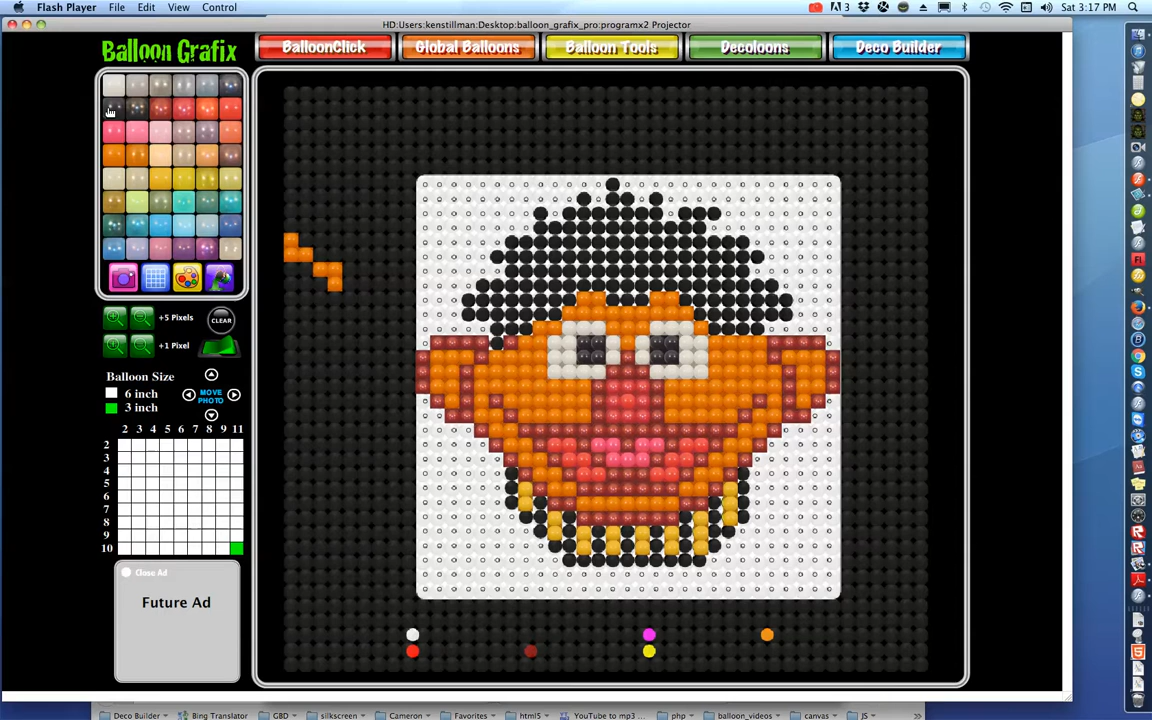 Flash Player File Edit View Control
3 Sat 3:17 PM
HD:Users:kenstillman:Desktop:balloon_grafix_pro:programx2 Projector
Balloon Grafix
BalloonClick Global Balloons Balloon Tools Decoloons Deco Builder
+5 Pixels CLEAR
+1 Pixel
Balloon Size
6 inch
3 inch
MOVE
PHOTO
2 3 4 5 6 7 8 9 11
2
3
4
5
6
7
8
9
10
Close Ad
Future Ad
Deco Builder Bing Translator GBD silkscreen Cameron Favorites html5 YouTube to mp3 ... php balloon_videos canvas JS »